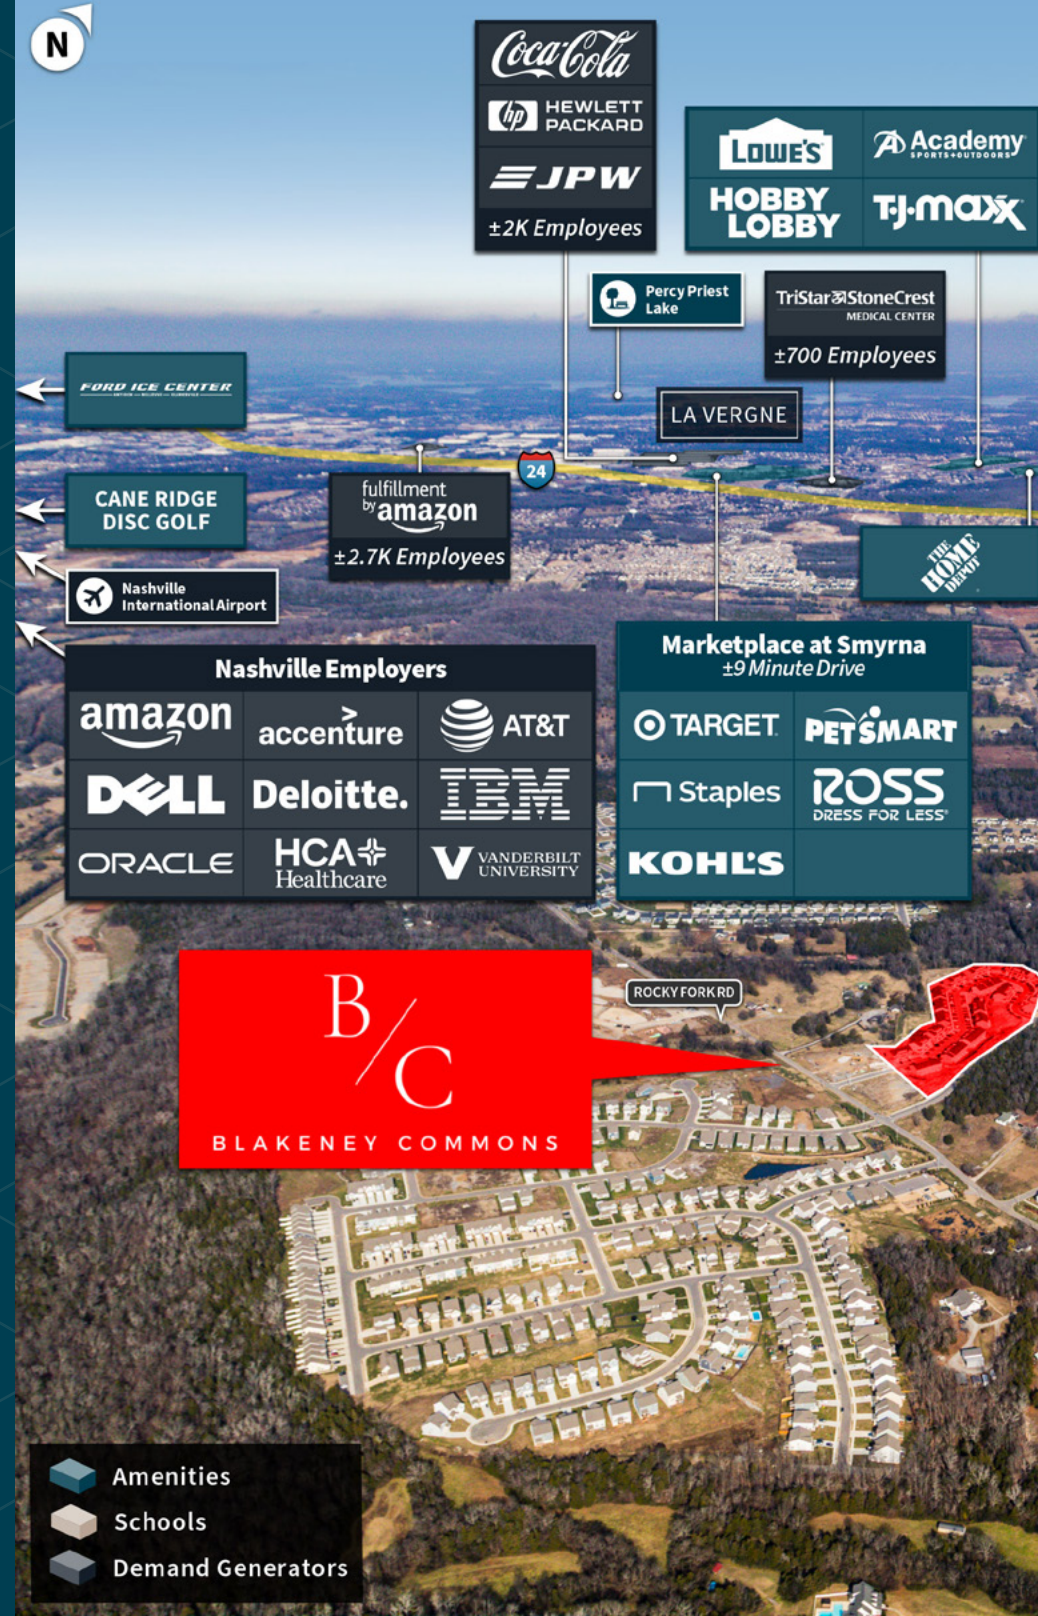 N
Coca-Cola
hp HEWLETT
PACKARD
JPW
±2K Employees
LOWE'S
Academy
SPORTS+OUTDOORS
HOBBY
LOBBY
T·J·maxx
Percy Priest
Lake
TriStar StoneCrest
MEDICAL CENTER
±700 Employees
FORD ICE CENTER
LA VERGNE
24
CANE RIDGE
DISC GOLF
fulfillment
by amazon
±2.7K Employees
THE
HOME
DEPOT
Nashville
International Airport
Nashville Employers
amazon
accenture
AT&T
DELL
Deloitte.
IBM
ORACLE
HCA
Healthcare
V VANDERBILT
UNIVERSITY
Marketplace at Smyrna
±9 Minute Drive
TARGET
PETSMART
Staples
ROSS
DRESS FOR LESS
KOHL'S
ROCKY FORK RD
B/C
BLAKENEY COMMONS
Amenities
Schools
Demand Generators